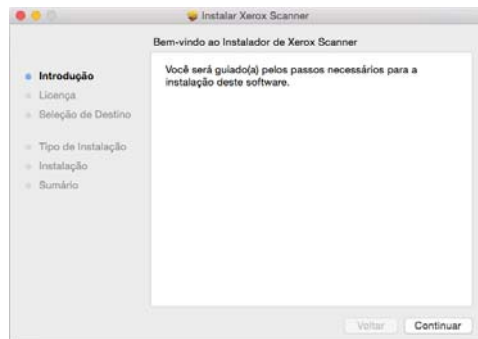 Instalar Xerox Scanner
Bem-vindo ao Instalador de Xerox Scanner
Introdução
Licença
Seleção de Destino
Tipo de Instalação
Instalação
Sumário
Você será guiado(a) pelos passos necessários para a
instalação deste software.
Voltar
Continuar